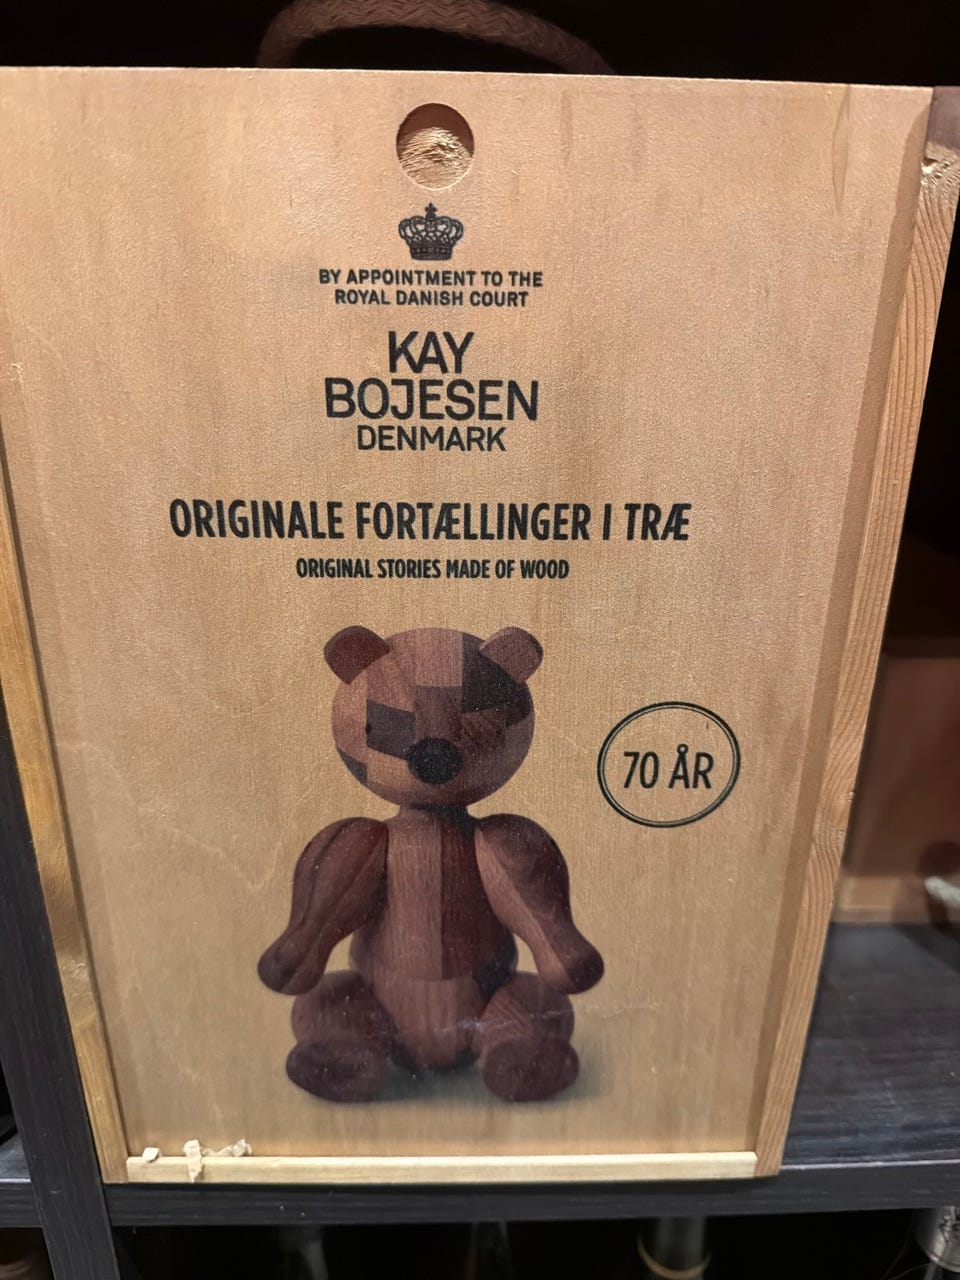 BY APPOINTMENT TO THE
ROYAL DANISH COURT
KAY
BOJESEN
DENMARK
ORIGINALE FORTÆLLINGER I TRÆ
ORIGINAL STORIES MADE OF WOOD
70 ÅR